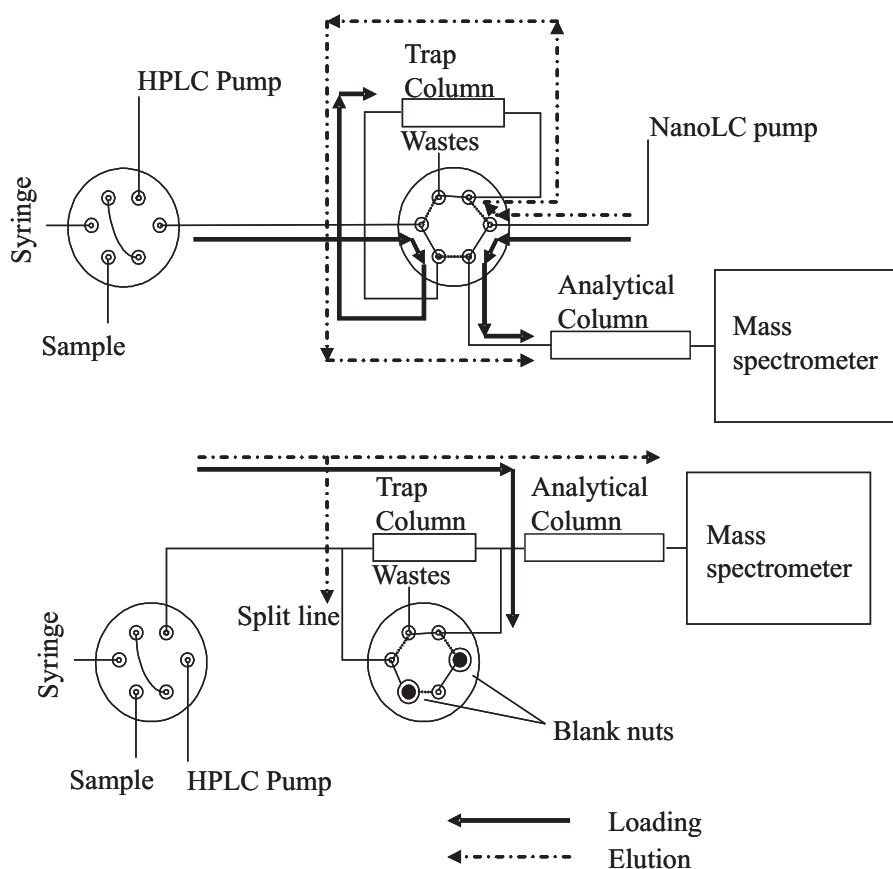 Trap
Column
HPLC Pump
Wastes
NanoLC pump
Syringe
Sample
Analytical
Column
Mass
spectrometer
Trap
Column
Analytical
Column
Mass
spectrometer
Wastes
Split line
Syringe
Blank nuts
Sample
HPLC Pump
Loading
Elution